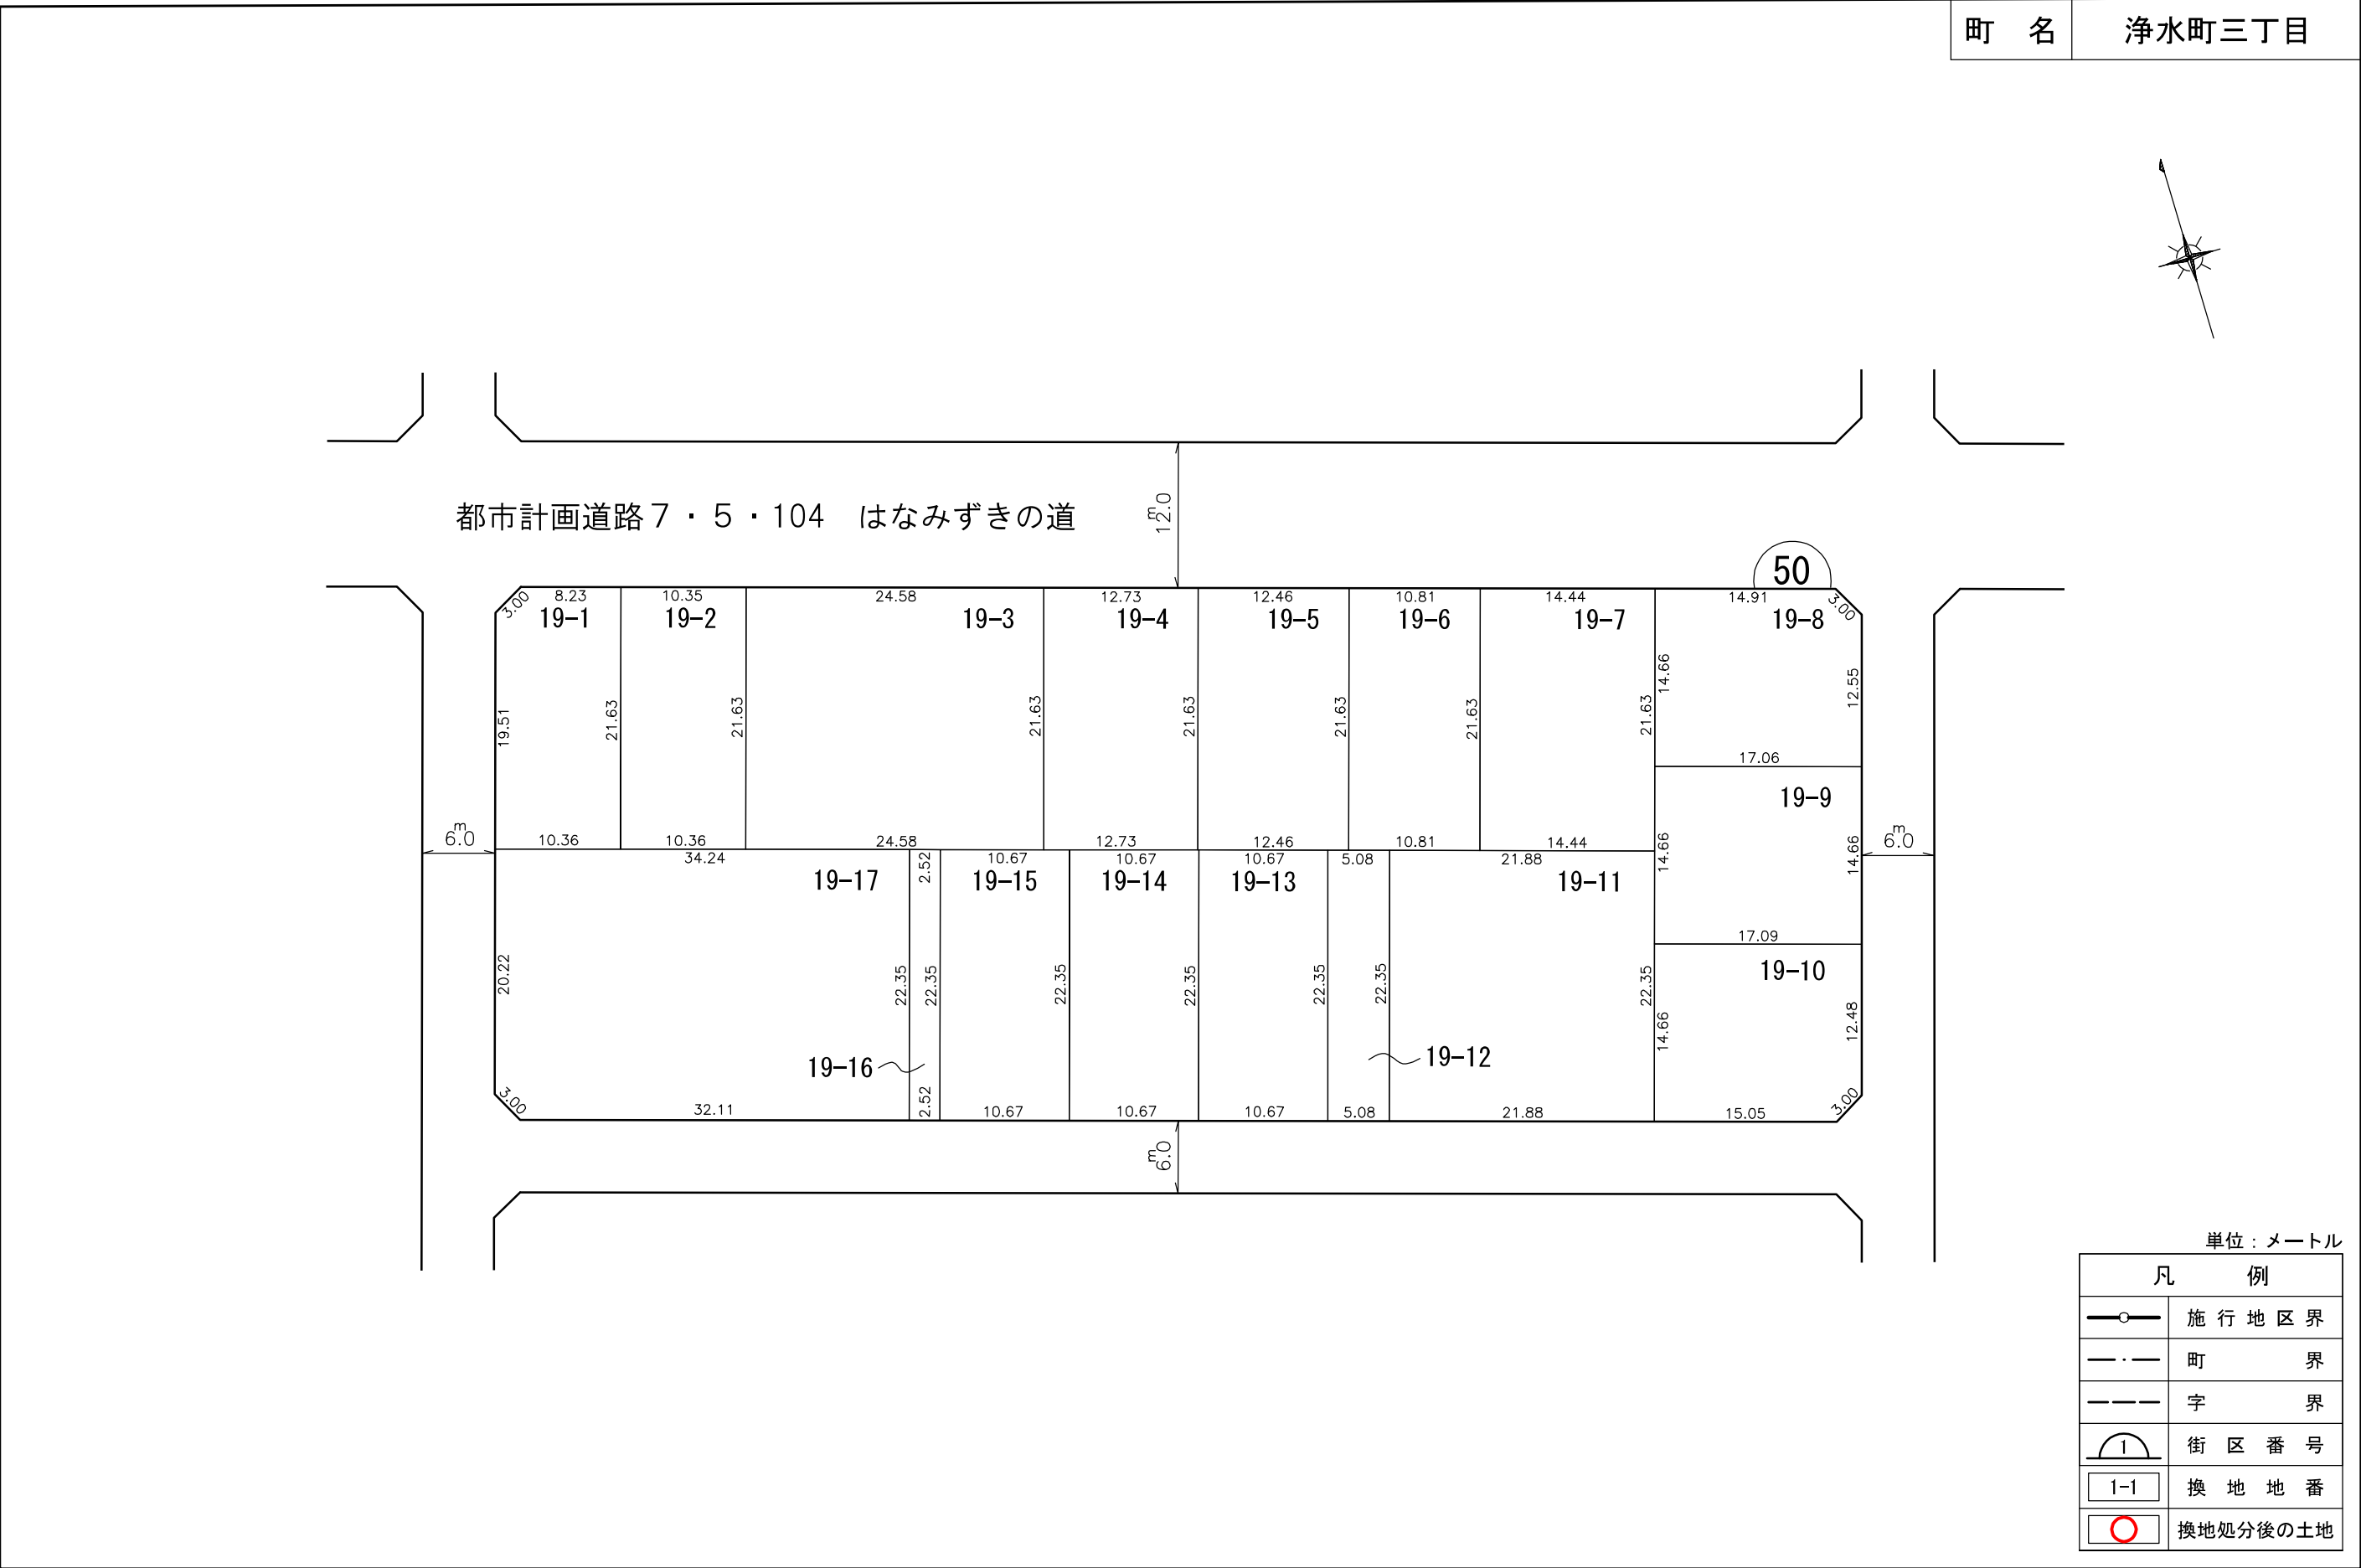 町　名　浄水町三丁目
都市計画道路７・５・104　はなみずきの道
12.0m
50
8.23 10.35 24.58 12.73 12.46 10.81 14.44 14.91
3.00 3.00
19-1 19-2 19-3 19-4 19-5 19-6 19-7 19-8
19.51 21.63 21.63 21.63 21.63 21.63 21.63 21.63 14.66 12.55
17.06
19-9
10.36 10.36 24.58 12.73 12.46 10.81 14.44
6.0m 14.66 14.66 6.0m
34.24 2.52 10.67 10.67 10.67 5.08 21.88
19-17 19-15 19-14 19-13 19-11
17.09
19-10
20.22 22.35 22.35 22.35 22.35 22.35 22.35 22.35 14.66 12.48
19-16 19-12
3.00 3.00
32.11 2.52 10.67 10.67 10.67 5.08 21.88 15.05
6.0m
単位：メートル
凡　例
施行地区界
町界
字界
1 街区番号
1-1 換地地番
換地処分後の土地